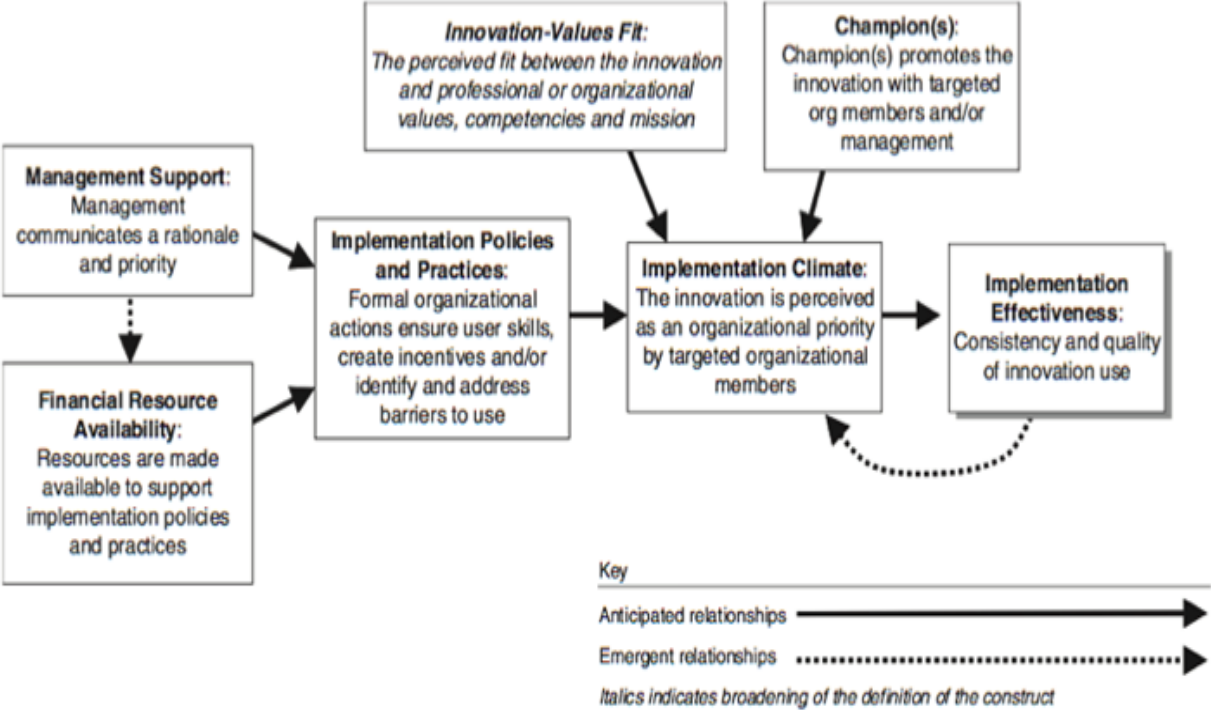 Innovation-Values Fit:
The perceived fit between the innovation
and professional or organizational
values, competencies and mission
Champion(s):
Champion(s) promotes the
innovation with targeted
org members and/or
management
Management Support:
Management
communicates a rationale
and priority
Implementation Policies
and Practices:
Formal organizational
actions ensure user skills,
create incentives and/or
identify and address
barriers to use
Implementation Climate:
The innovation is perceived
as an organizational priority
by targeted organizational
members
Implementation
Effectiveness:
Consistency and quality
of innovation use
Financial Resource
Availability:
Resources are made
available to support
implementation policies
and practices
Key
Anticipated relationships
Emergent relationships
Italics indicates broadening of the definition of the construct